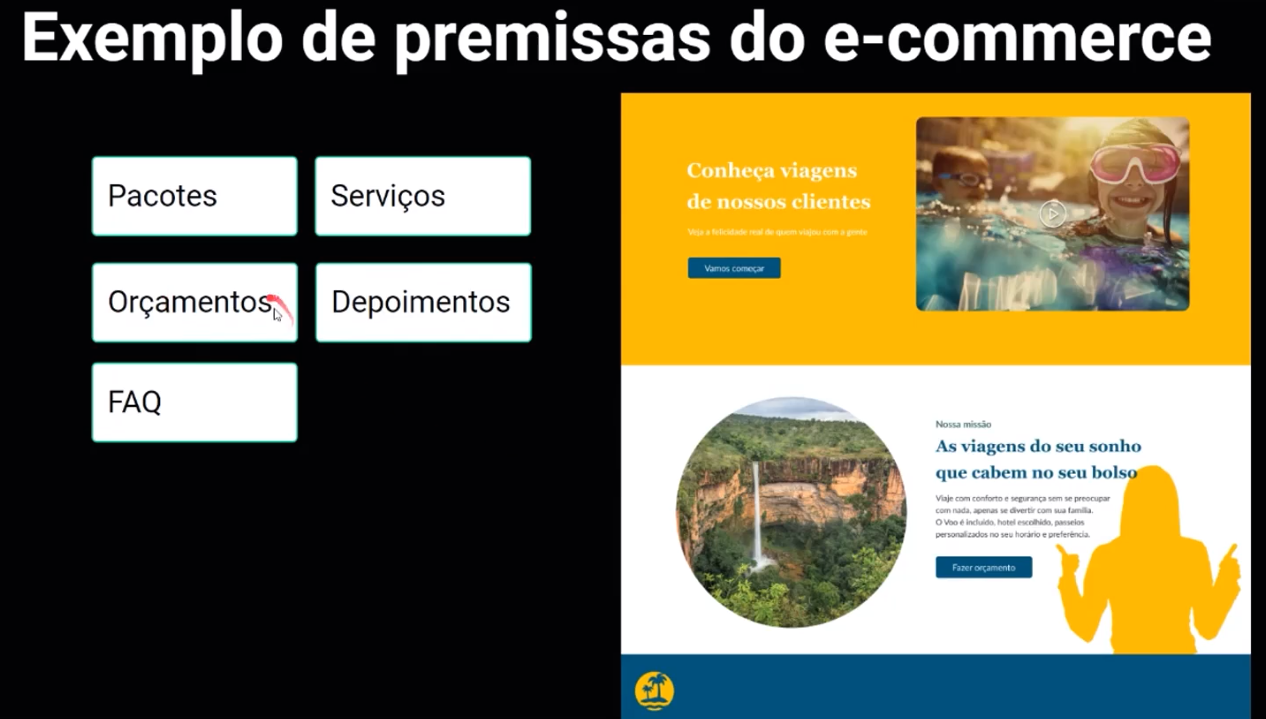 Exemplo de premissas do e-commerce
Pacotes
Serviços
Orçamentos
Depoimentos
FAQ
Conheça viagens
de nossos clientes
Veja a felicidade real de quem viajou com a gente
Vamos começar
Nossa missão
As viagens do seu sonho
que cabem no seu bolso
Viaje com conforto e segurança sem se preocupar
com nada, apenas se divertir com sua família.
O Voo é incluído, hotel escolhido, passeios
personalizados no seu horário e preferência.
Fazer orçamento